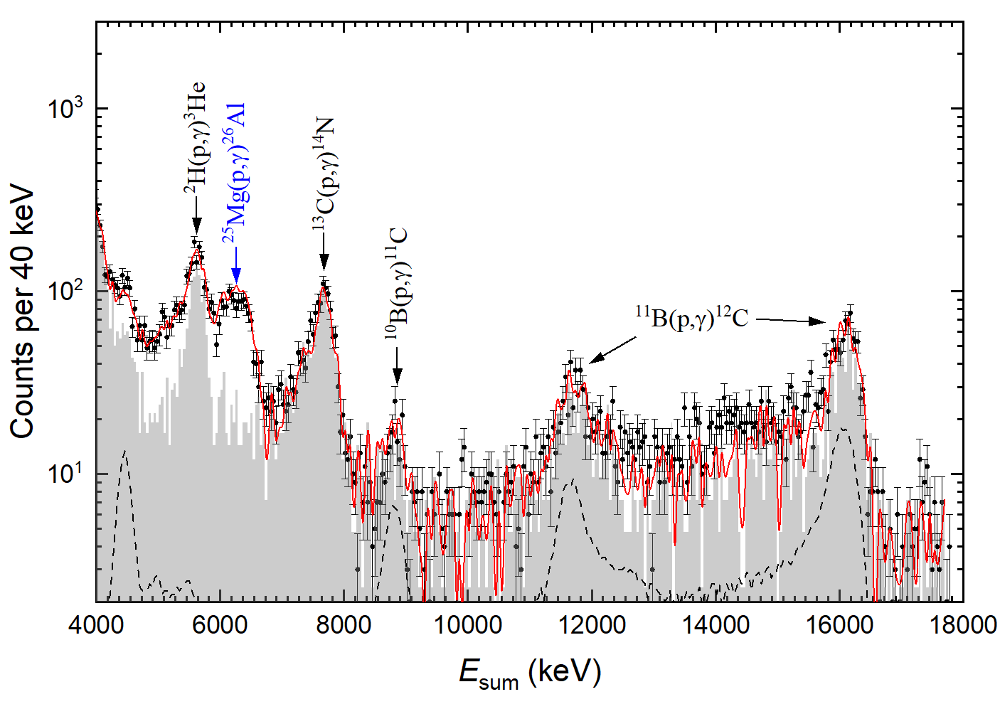 ²H(p,γ)³He
²⁵Mg(p,γ)²⁶Al
¹³C(p,γ)¹⁴N
¹⁰B(p,γ)¹¹C
¹¹B(p,γ)¹²C
Counts per 40 keV
10³
10²
10¹
4000 6000 8000 10000 12000 14000 16000 18000
E_sum (keV)